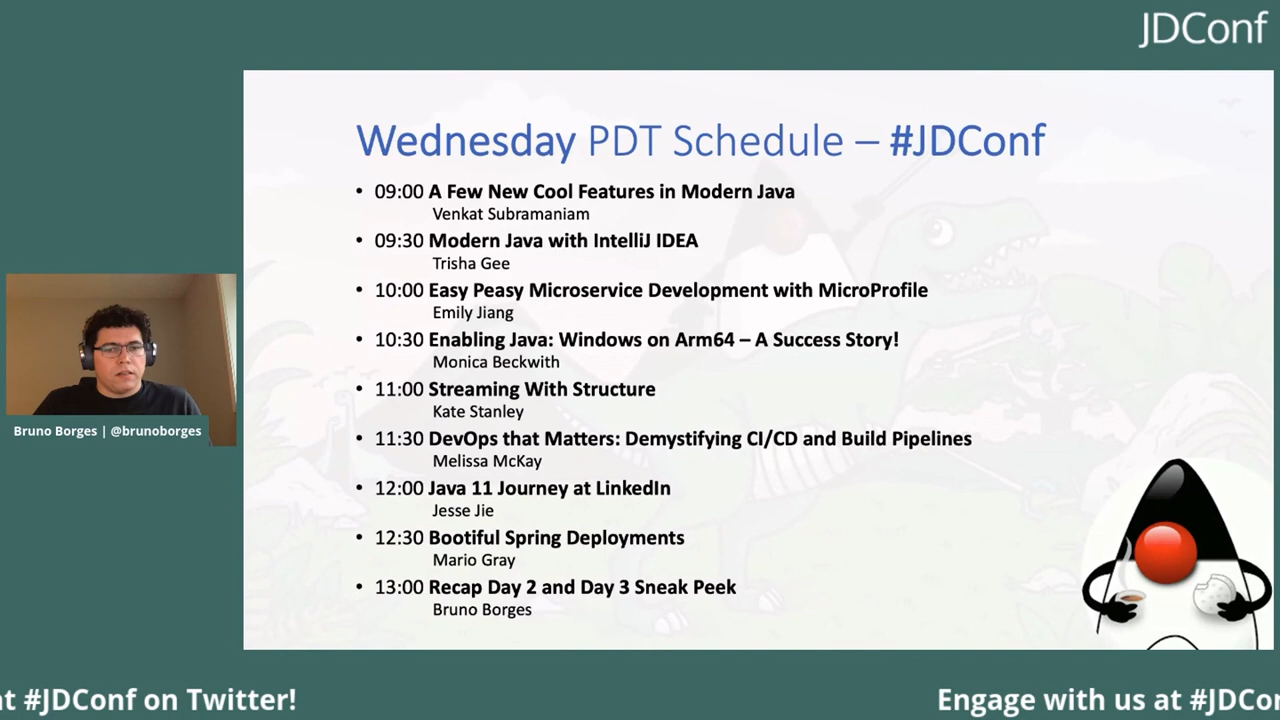 JDConf
Wednesday PDT Schedule – #JDConf
• 09:00 A Few New Cool Features in Modern Java
Venkat Subramaniam
• 09:30 Modern Java with IntelliJ IDEA
Trisha Gee
• 10:00 Easy Peasy Microservice Development with MicroProfile
Emily Jiang
• 10:30 Enabling Java: Windows on Arm64 – A Success Story!
Monica Beckwith
• 11:00 Streaming With Structure
Kate Stanley
• 11:30 DevOps that Matters: Demystifying CI/CD and Build Pipelines
Melissa McKay
• 12:00 Java 11 Journey at LinkedIn
Jesse Jie
• 12:30 Bootiful Spring Deployments
Mario Gray
• 13:00 Recap Day 2 and Day 3 Sneak Peek
Bruno Borges
Bruno Borges | @brunoborges
at #JDConf on Twitter! Engage with us at #JDCon